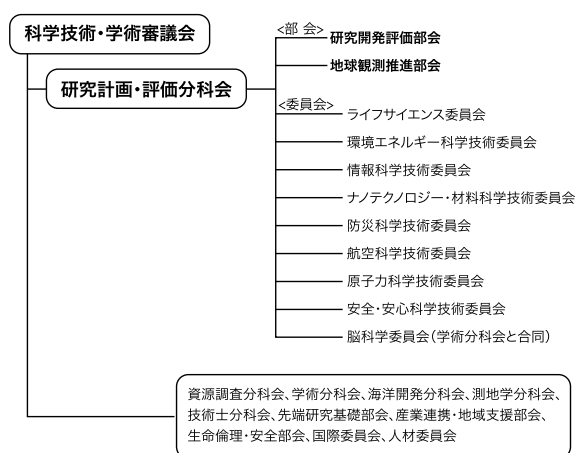 科学技術・学術審議会
研究計画・評価分科会
<部 会>
研究開発評価部会
地球観測推進部会
<委員会>
ライフサイエンス委員会
環境エネルギー科学技術委員会
情報科学技術委員会
ナノテクノロジー・材料科学技術委員会
防災科学技術委員会
航空科学技術委員会
原子力科学技術委員会
安全・安心科学技術委員会
脳科学委員会(学術分科会と合同)
資源調査分科会、学術分科会、海洋開発分科会、測地学分科会、
技術士分科会、先端研究基礎部会、産業連携・地域支援部会、
生命倫理・安全部会、国際委員会、人材委員会